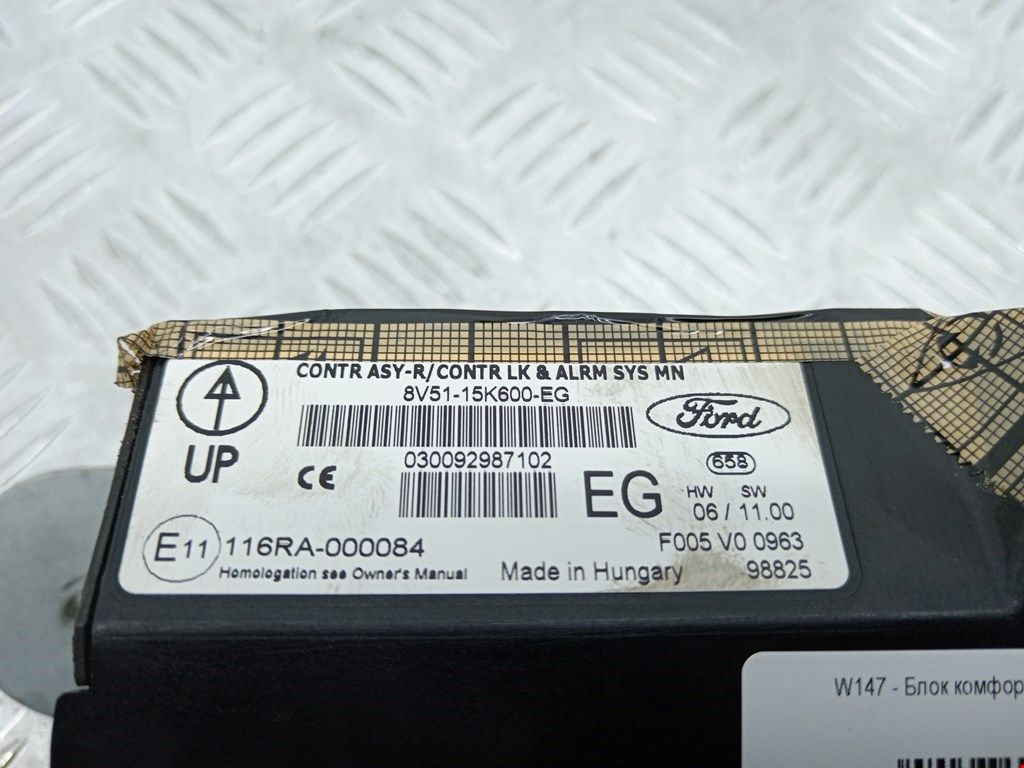 CONTR ASY-R/CONTR LK & ALRM SYS MN
8V51-15K600-EG
Ford
UP
CE
030092987102
EG
658
HW SW
06 / 11.00
E11 116RA-000084
F005 V0 0963
Homologation see Owner's Manual
Made in Hungary
98825
W147 - Блок комфор